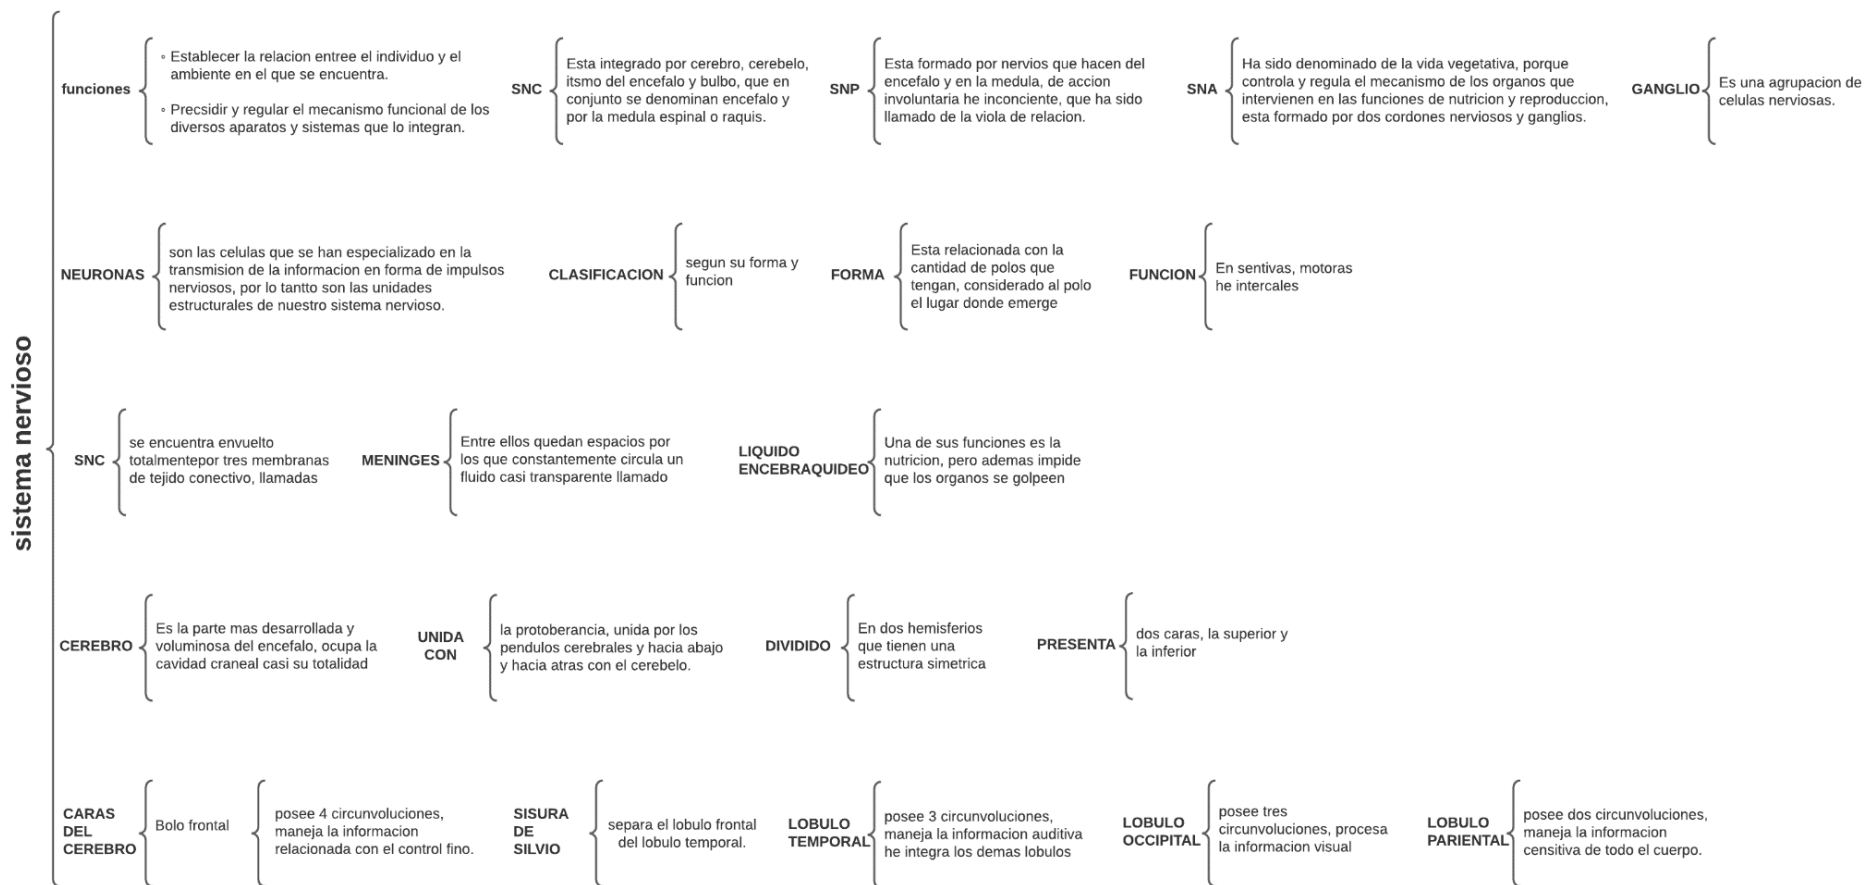 sistema nervioso
funciones
◦ Establecer la relacion entree el individuo y el
ambiente en el que se encuentra.
◦ Precsidir y regular el mecanismo funcional de los
diversos aparatos y sistemas que lo integran.
SNC
Esta integrado por cerebro, cerebelo,
itsmo del encefalo y bulbo, que en
conjunto se denominan encefalo y
por la medula espinal o raquis.
SNP
Esta formado por nervios que hacen del
encefalo y en la medula, de accion
involuntaria he inconciente, que ha sido
llamado de la viola de relacion.
SNA
Ha sido denominado de la vida vegetativa, porque
controla y regula el mecanismo de los organos que
intervienen en las funciones de nutricion y reproduccion,
esta formado por dos cordones nerviosos y ganglios.
GANGLIO
Es una agrupacion de
celulas nerviosas.
NEURONAS
son las celulas que se han especializado en la
transmision de la informacion en forma de impulsos
nerviosos, por lo tantto son las unidades
estructurales de nuestro sistema nervioso.
CLASIFICACION
segun su forma y
funcion
FORMA
Esta relacionada con la
cantidad de polos que
tengan, considerado al polo
el lugar donde emerge
FUNCION
En sentivas, motoras
he intercales
SNC
se encuentra envuelto
totalmentepor tres membranas
de tejido conectivo, llamadas
MENINGES
Entre ellos quedan espacios por
los que constantemente circula un
fluido casi transparente llamado
LIQUIDO
ENCEBRAQUIDEO
Una de sus funciones es la
nutricion, pero ademas impide
que los organos se golpeen
CEREBRO
Es la parte mas desarrollada y
voluminosa del encefalo, ocupa la
cavidad craneal casi su totalidad
UNIDA
CON
la protoberancia, unida por los
pendulos cerebrales y hacia abajo
y hacia atras con el cerebelo.
DIVIDIDO
En dos hemisferios
que tienen una
estructura simetrica
PRESENTA
dos caras, la superior y
la inferior
CARAS
DEL
CEREBRO
Bolo frontal
posee 4 circunvoluciones,
maneja la informacion
relacionada con el control fino.
SISURA
DE
SILVIO
separa el lobulo frontal
del lobulo temporal.
LOBULO
TEMPORAL
posee 3 circunvoluciones,
maneja la informacion auditiva
he integra los demas lobulos
LOBULO
OCCIPITAL
posee tres
circunvoluciones, procesa
la informacion visual
LOBULO
PARIENTAL
posee dos circunvoluciones,
maneja la informacion
censitiva de todo el cuerpo.